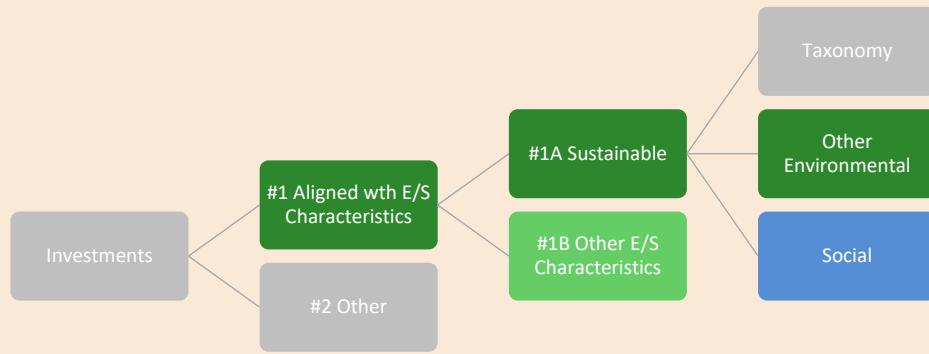 Investments
#1 Aligned wth E/S
Characteristics
#2 Other
#1A Sustainable
#1B Other E/S
Characteristics
Taxonomy
Other
Environmental
Social